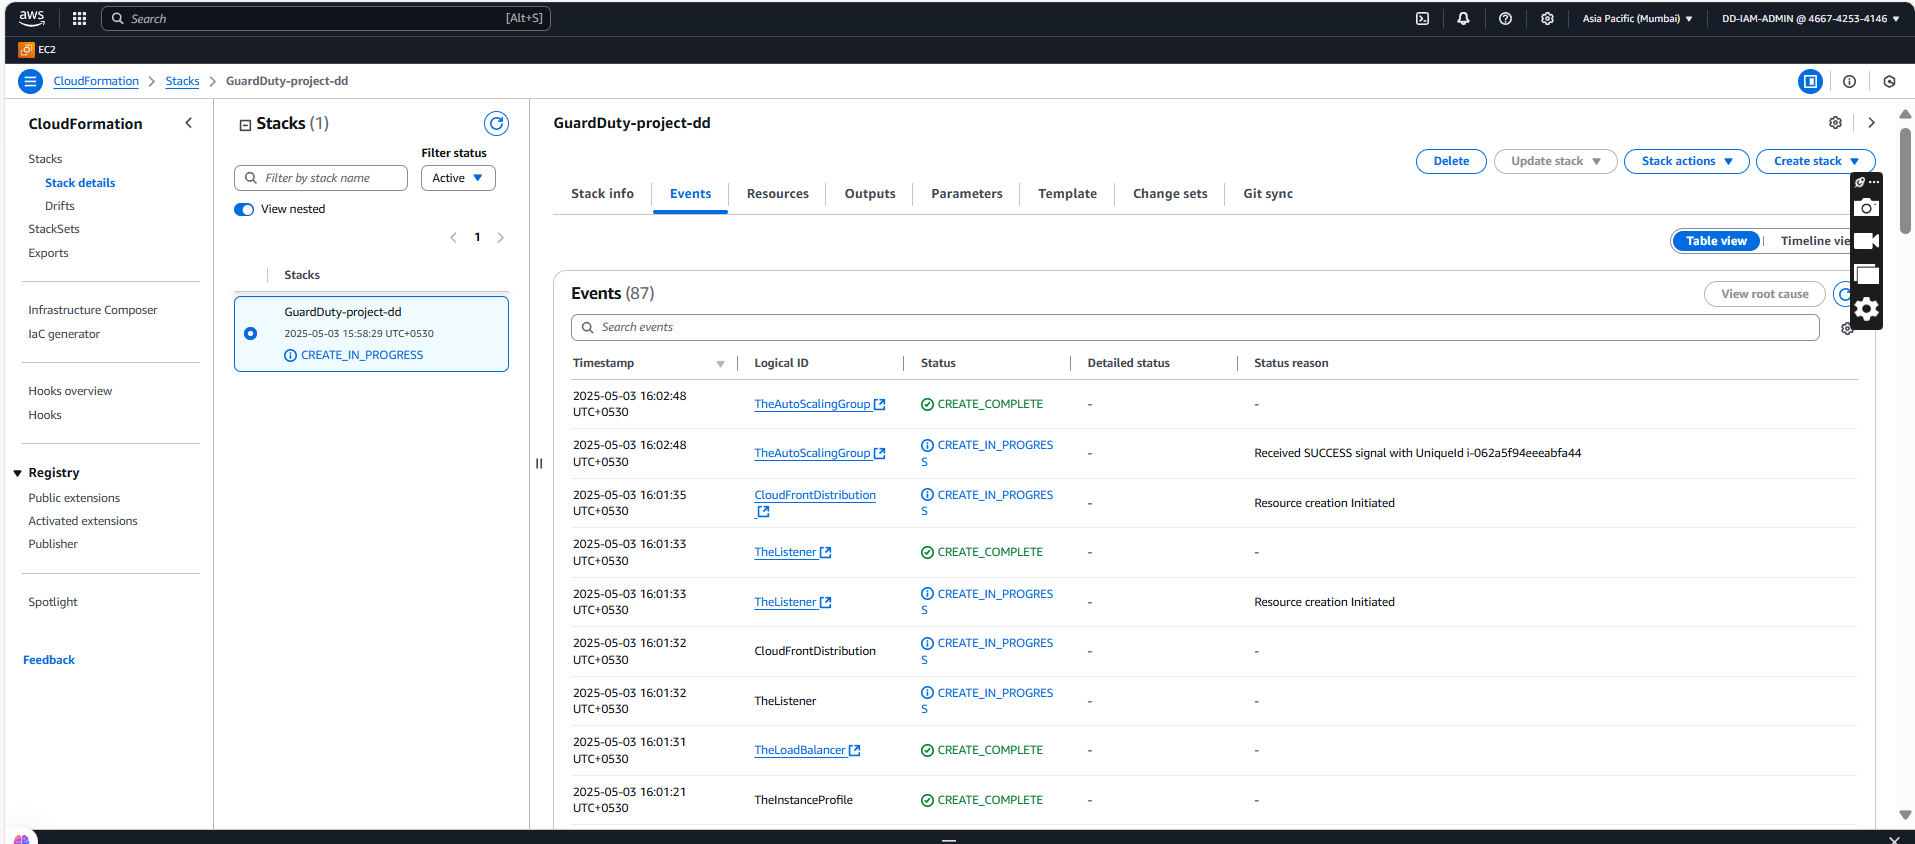 aws
Search
[Alt+S]
Asia Pacific (Mumbai)
DD-IAM-ADMIN @ 4667-4253-4146
EC2
CloudFormation
Stacks
GuardDuty-project-dd
CloudFormation
Stacks
Stack details
Drifts
StackSets
Exports
Infrastructure Composer
IaC generator
Hooks overview
Hooks
Registry
Public extensions
Activated extensions
Publisher
Spotlight
Feedback
Stacks (1)
Filter status
Filter by stack name
Active
View nested
1
Stacks
GuardDuty-project-dd
2025-05-03 15:58:29 UTC+0530
CREATE_IN_PROGRESS
GuardDuty-project-dd
Delete
Update stack
Stack actions
Create stack
Stack info
Events
Resources
Outputs
Parameters
Template
Change sets
Git sync
Table view
Timeline vie
Events (87)
View root cause
Search events
Timestamp
Logical ID
Status
Detailed status
Status reason
2025-05-03 16:02:48
UTC+0530
TheAutoScalingGroup
CREATE_COMPLETE
-
-
2025-05-03 16:02:48
UTC+0530
TheAutoScalingGroup
CREATE_IN_PROGRES
S
-
Received SUCCESS signal with UniqueId i-062a5f94eeeabfa44
2025-05-03 16:01:35
UTC+0530
CloudFrontDistribution
CREATE_IN_PROGRES
S
-
Resource creation Initiated
2025-05-03 16:01:33
UTC+0530
TheListener
CREATE_COMPLETE
-
-
2025-05-03 16:01:33
UTC+0530
TheListener
CREATE_IN_PROGRES
S
-
Resource creation Initiated
2025-05-03 16:01:32
UTC+0530
CloudFrontDistribution
CREATE_IN_PROGRES
S
-
-
2025-05-03 16:01:32
UTC+0530
TheListener
CREATE_IN_PROGRES
S
-
-
2025-05-03 16:01:31
UTC+0530
TheLoadBalancer
CREATE_COMPLETE
-
-
2025-05-03 16:01:21
UTC+0530
TheInstanceProfile
CREATE_COMPLETE
-
-